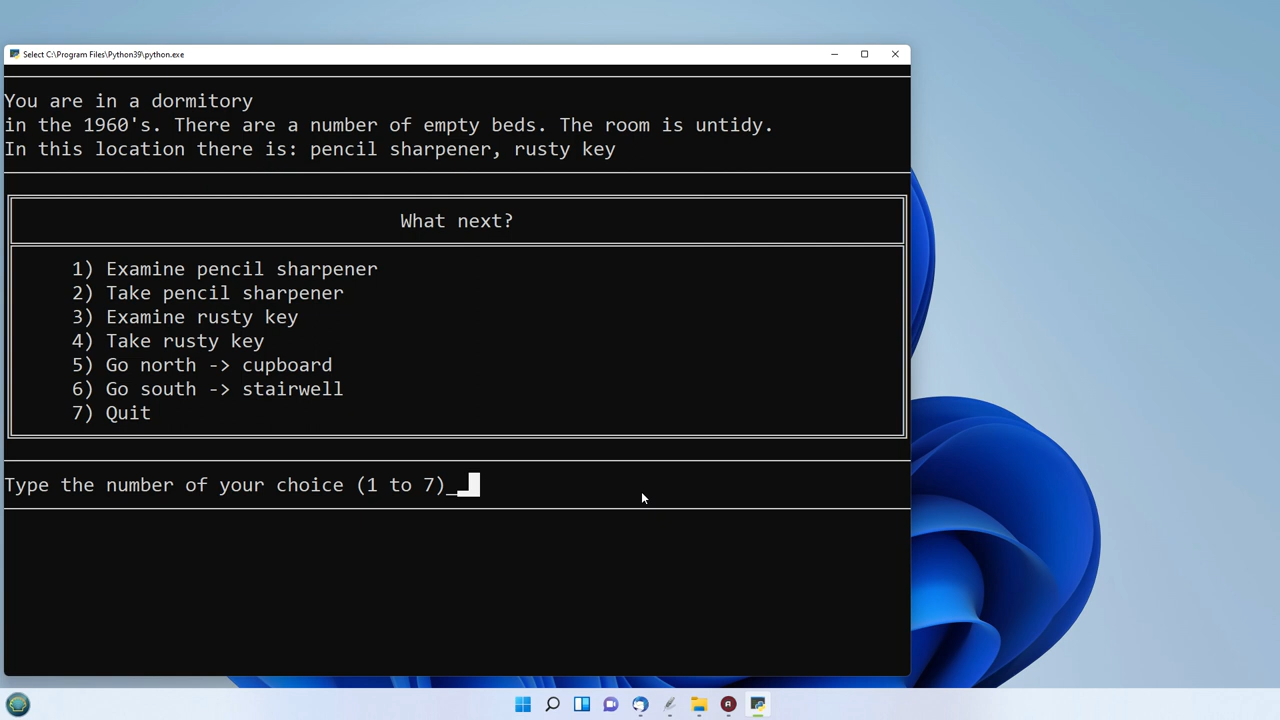 Select C:\Program Files\Python39\python.exe
You are in a dormitory
in the 1960's. There are a number of empty beds. The room is untidy.
In this location there is: pencil sharpener, rusty key
What next?
1) Examine pencil sharpener
2) Take pencil sharpener
3) Examine rusty key
4) Take rusty key
5) Go north -> cupboard
6) Go south -> stairwell
7) Quit
Type the number of your choice (1 to 7)_